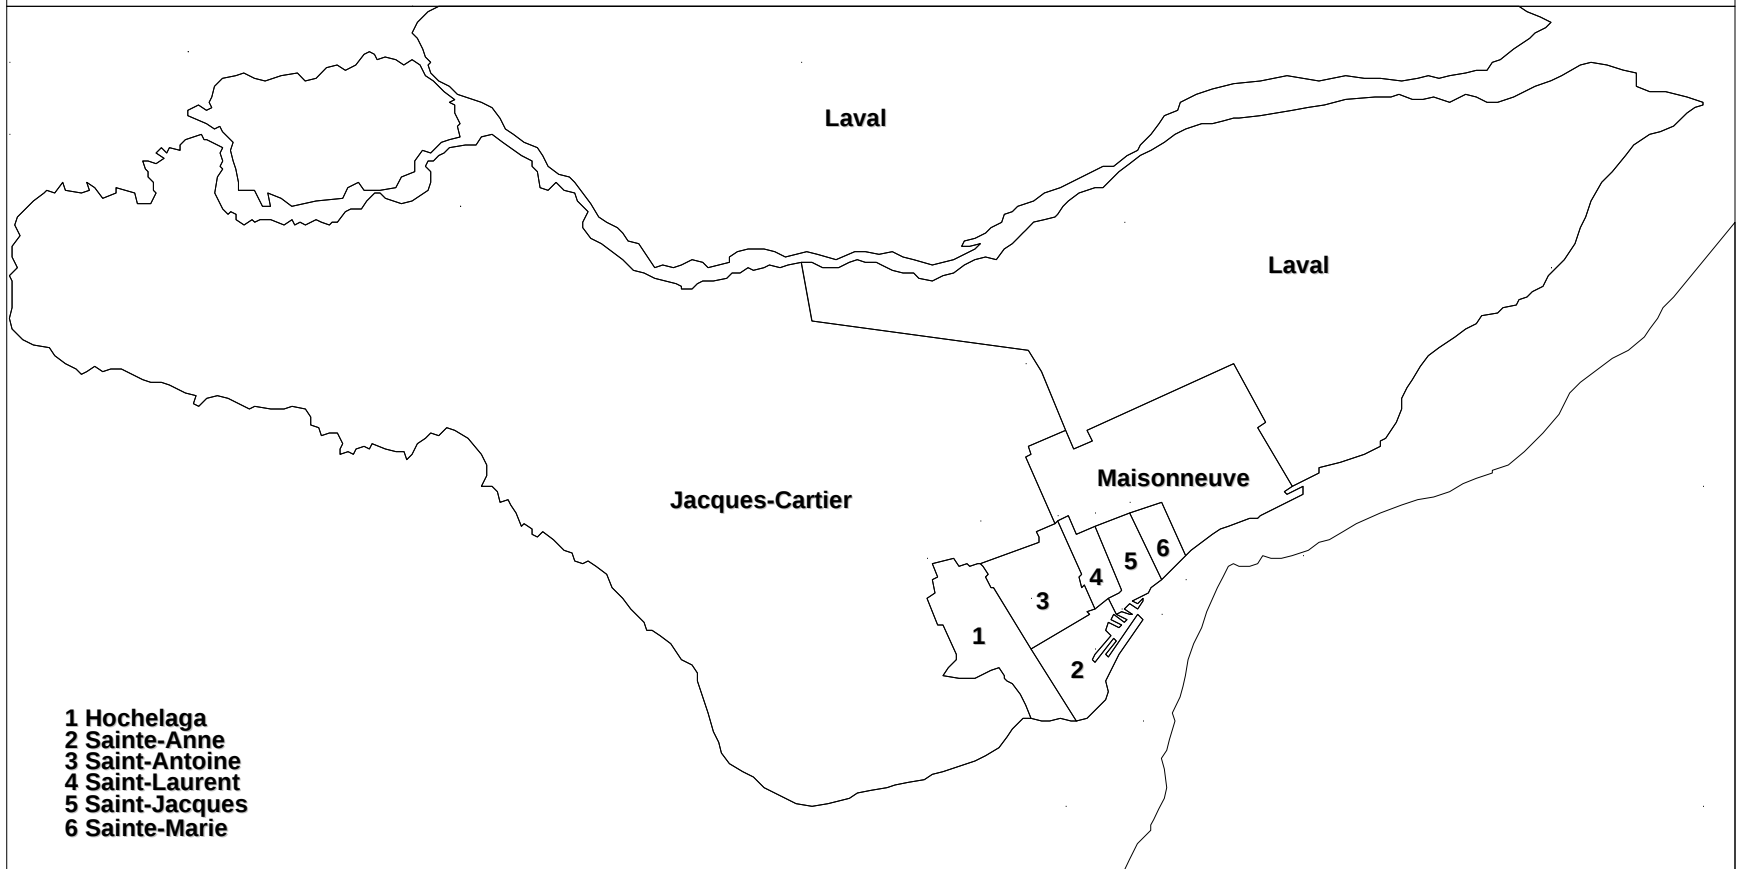 Laval
Laval
Maisonneuve
Jacques-Cartier
6
5
4
3
1
2
1 Hochelaga
2 Sainte-Anne
3 Saint-Antoine
4 Saint-Laurent
5 Saint-Jacques
6 Sainte-Marie